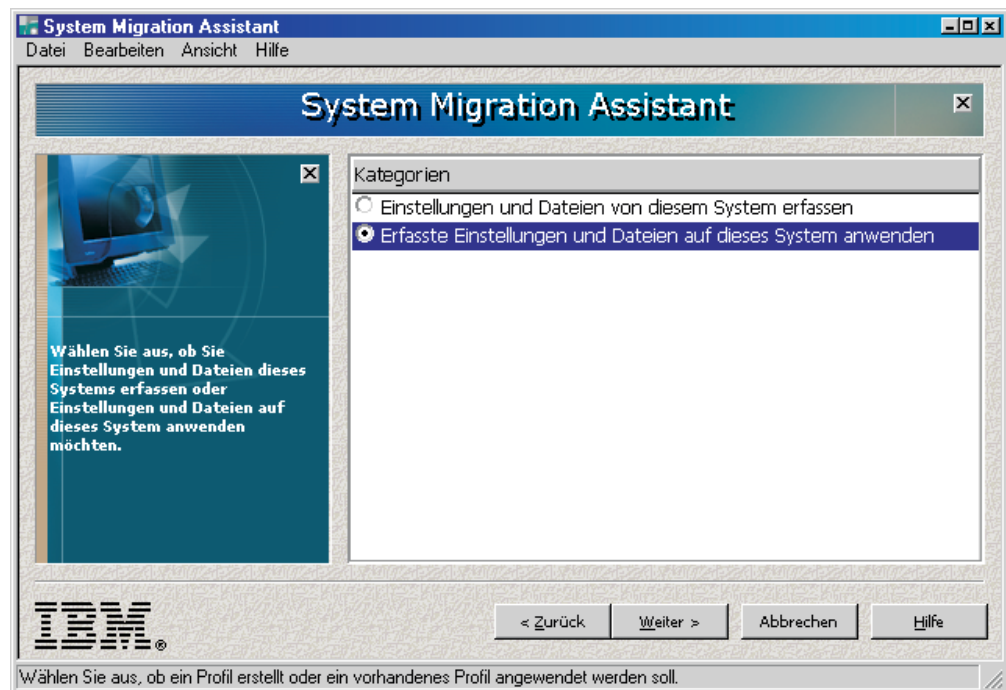 System Migration Assistant
Datei Bearbeiten Ansicht Hilfe
System Migration Assistant
Wählen Sie aus, ob Sie
Einstellungen und Dateien dieses
Systems erfassen oder
Einstellungen und Dateien auf
dieses System anwenden
möchten.
Kategorien
Einstellungen und Dateien von diesem System erfassen
Erfasste Einstellungen und Dateien auf dieses System anwenden
IBM®
< Zurück Weiter > Abbrechen Hilfe
Wählen Sie aus, ob ein Profil erstellt oder ein vorhandenes Profil angewendet werden soll.